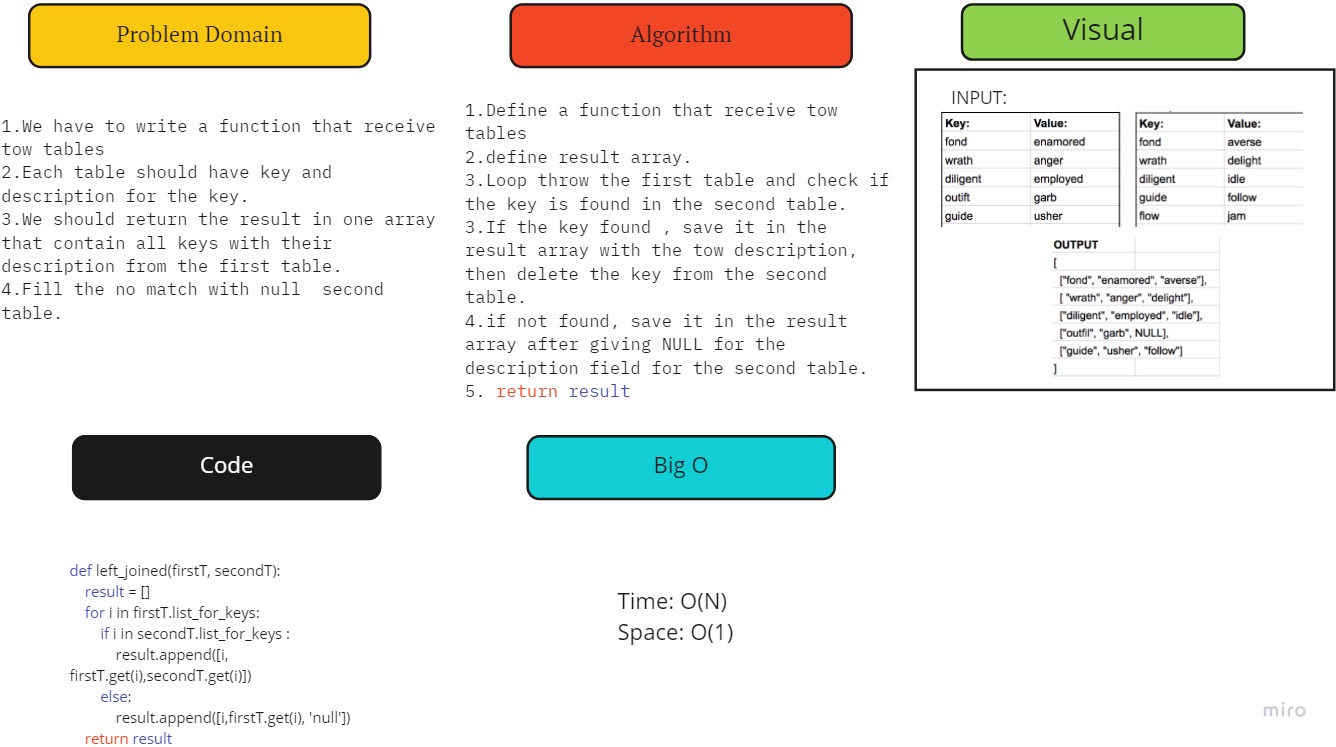 Problem Domain
1.We have to write a function that receive
tow tables
2.Each table should have key and
description for the key.
3.We should return the result in one array
that contain all keys with their
description from the first table.
4.Fill the no match with null  second
table.
Algorithm
1.Define a function that receive tow
tables
2.define result array.
3.Loop throw the first table and check if
the key is found in the second table.
3.If the key found , save it in the
result array with the tow description,
then delete the key from the second
table.
4.if not found, save it in the result
array after giving NULL for the
description field for the second table.
5. return result
Visual
INPUT:
Key: Value:
fond enamored
wrath anger
diligent employed
outift garb
guide usher
Key: Value:
fond averse
wrath delight
diligent idle
guide follow
flow jam
OUTPUT
[
["fond", "enamored", "averse"],
[ "wrath", "anger", "delight"],
["diligent", "employed", "idle"],
["outfil", "garb", NULL],
["guide", "usher", "follow"]
]
Code
def left_joined(firstT, secondT):
result = []
for i in firstT.list_for_keys:
if i in secondT.list_for_keys :
result.append([i,
firstT.get(i),secondT.get(i)])
else:
result.append([i,firstT.get(i), 'null'])
return result
Big O
Time: O(N)
Space: O(1)
miro